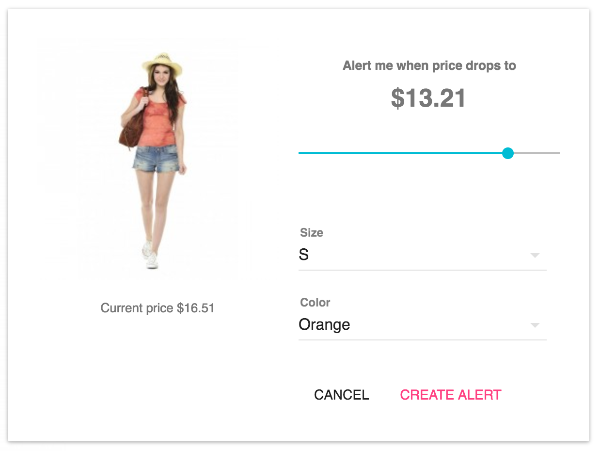 Alert me when price drops to
$13.21
Size
S
Current price $16.51
Color
Orange
CANCEL CREATE ALERT